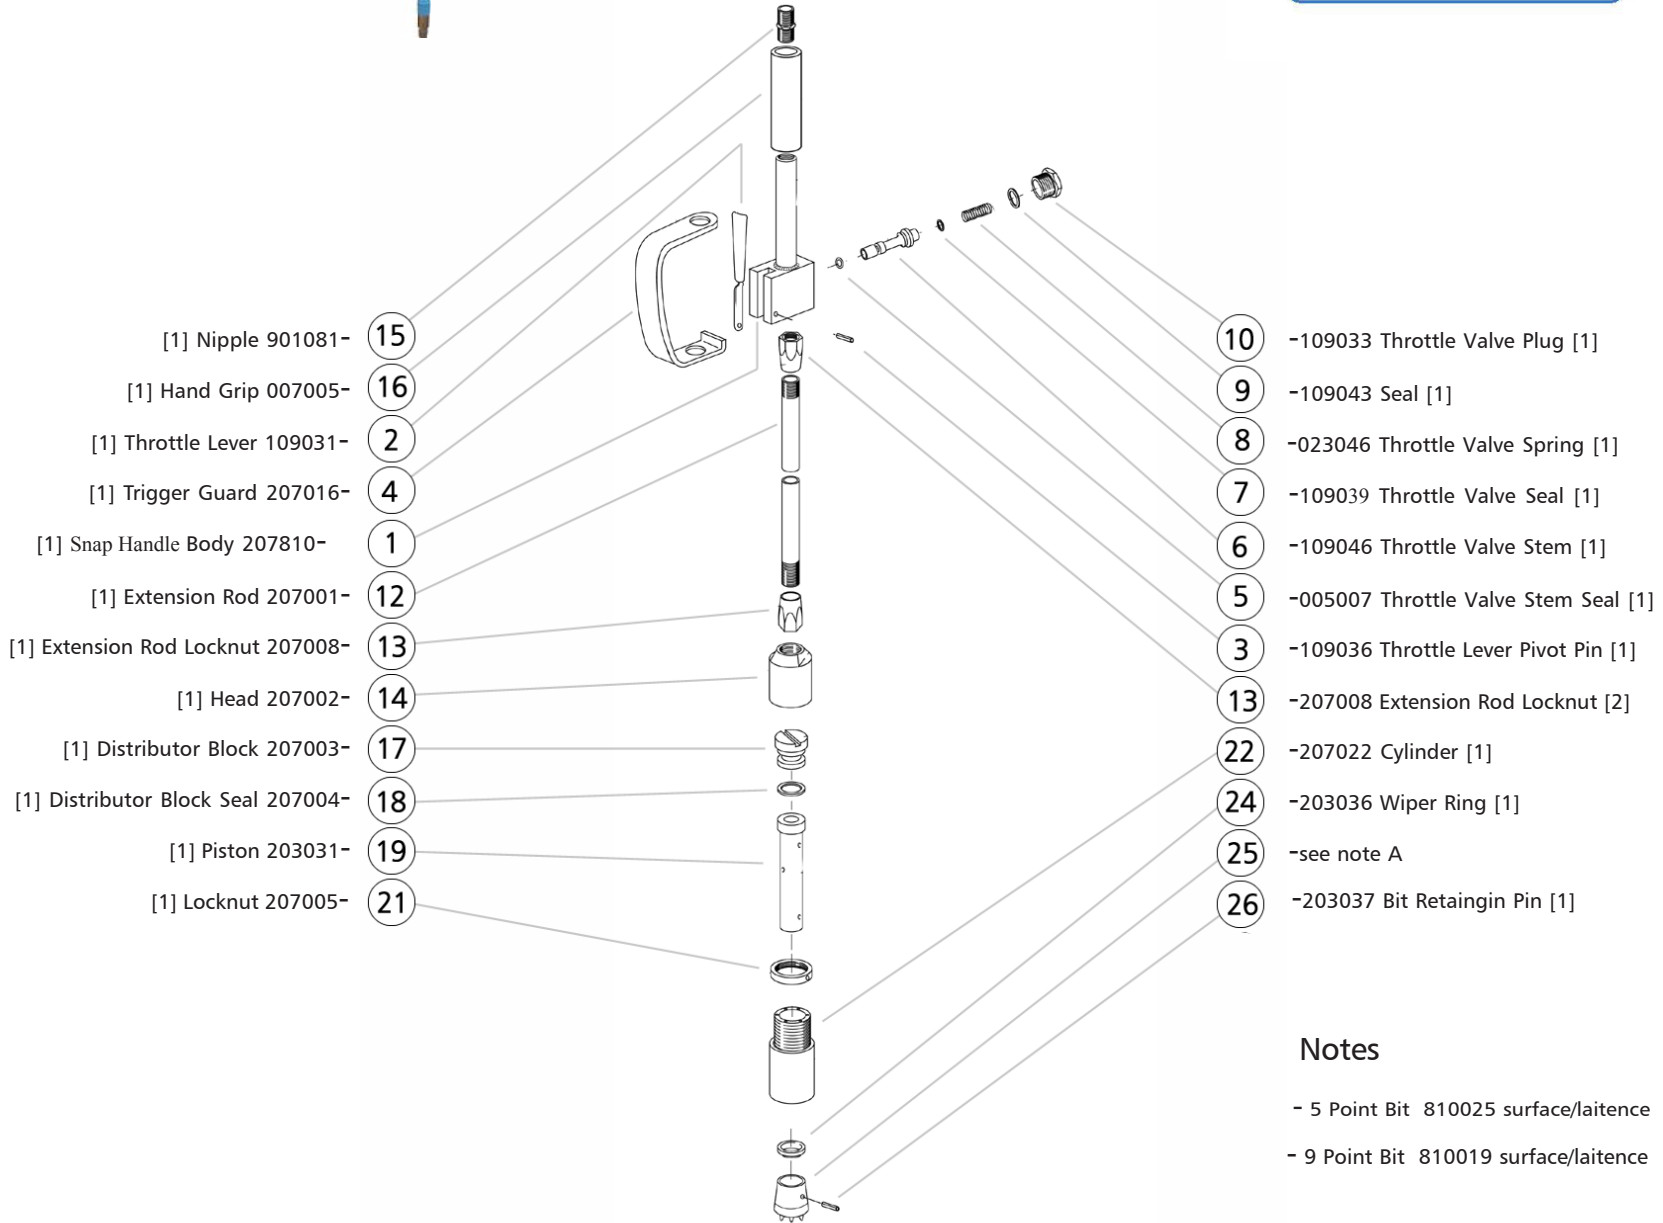 [1] Nipple 901081- 15
[1] Hand Grip 007005- 16
[1] Throttle Lever 109031- 2
[1] Trigger Guard 207016- 4
[1] Snap Handle Body 207810- 1
[1] Extension Rod 207001- 12
[1] Extension Rod Locknut 207008- 13
[1] Head 207002- 14
[1] Distributor Block 207003- 17
[1] Distributor Block Seal 207004- 18
[1] Piston 203031- 19
[1] Locknut 207005- 21
10 -109033 Throttle Valve Plug [1]
9 -109043 Seal [1]
8 -023046 Throttle Valve Spring [1]
7 -109039 Throttle Valve Seal [1]
6 -109046 Throttle Valve Stem [1]
5 -005007 Throttle Valve Stem Seal [1]
3 -109036 Throttle Lever Pivot Pin [1]
13 -207008 Extension Rod Locknut [2]
22 -207022 Cylinder [1]
24 -203036 Wiper Ring [1]
25 -see note A
26 -203037 Bit Retaingin Pin [1]
Notes
- 5 Point Bit 810025 surface/laitence
- 9 Point Bit 810019 surface/laitence